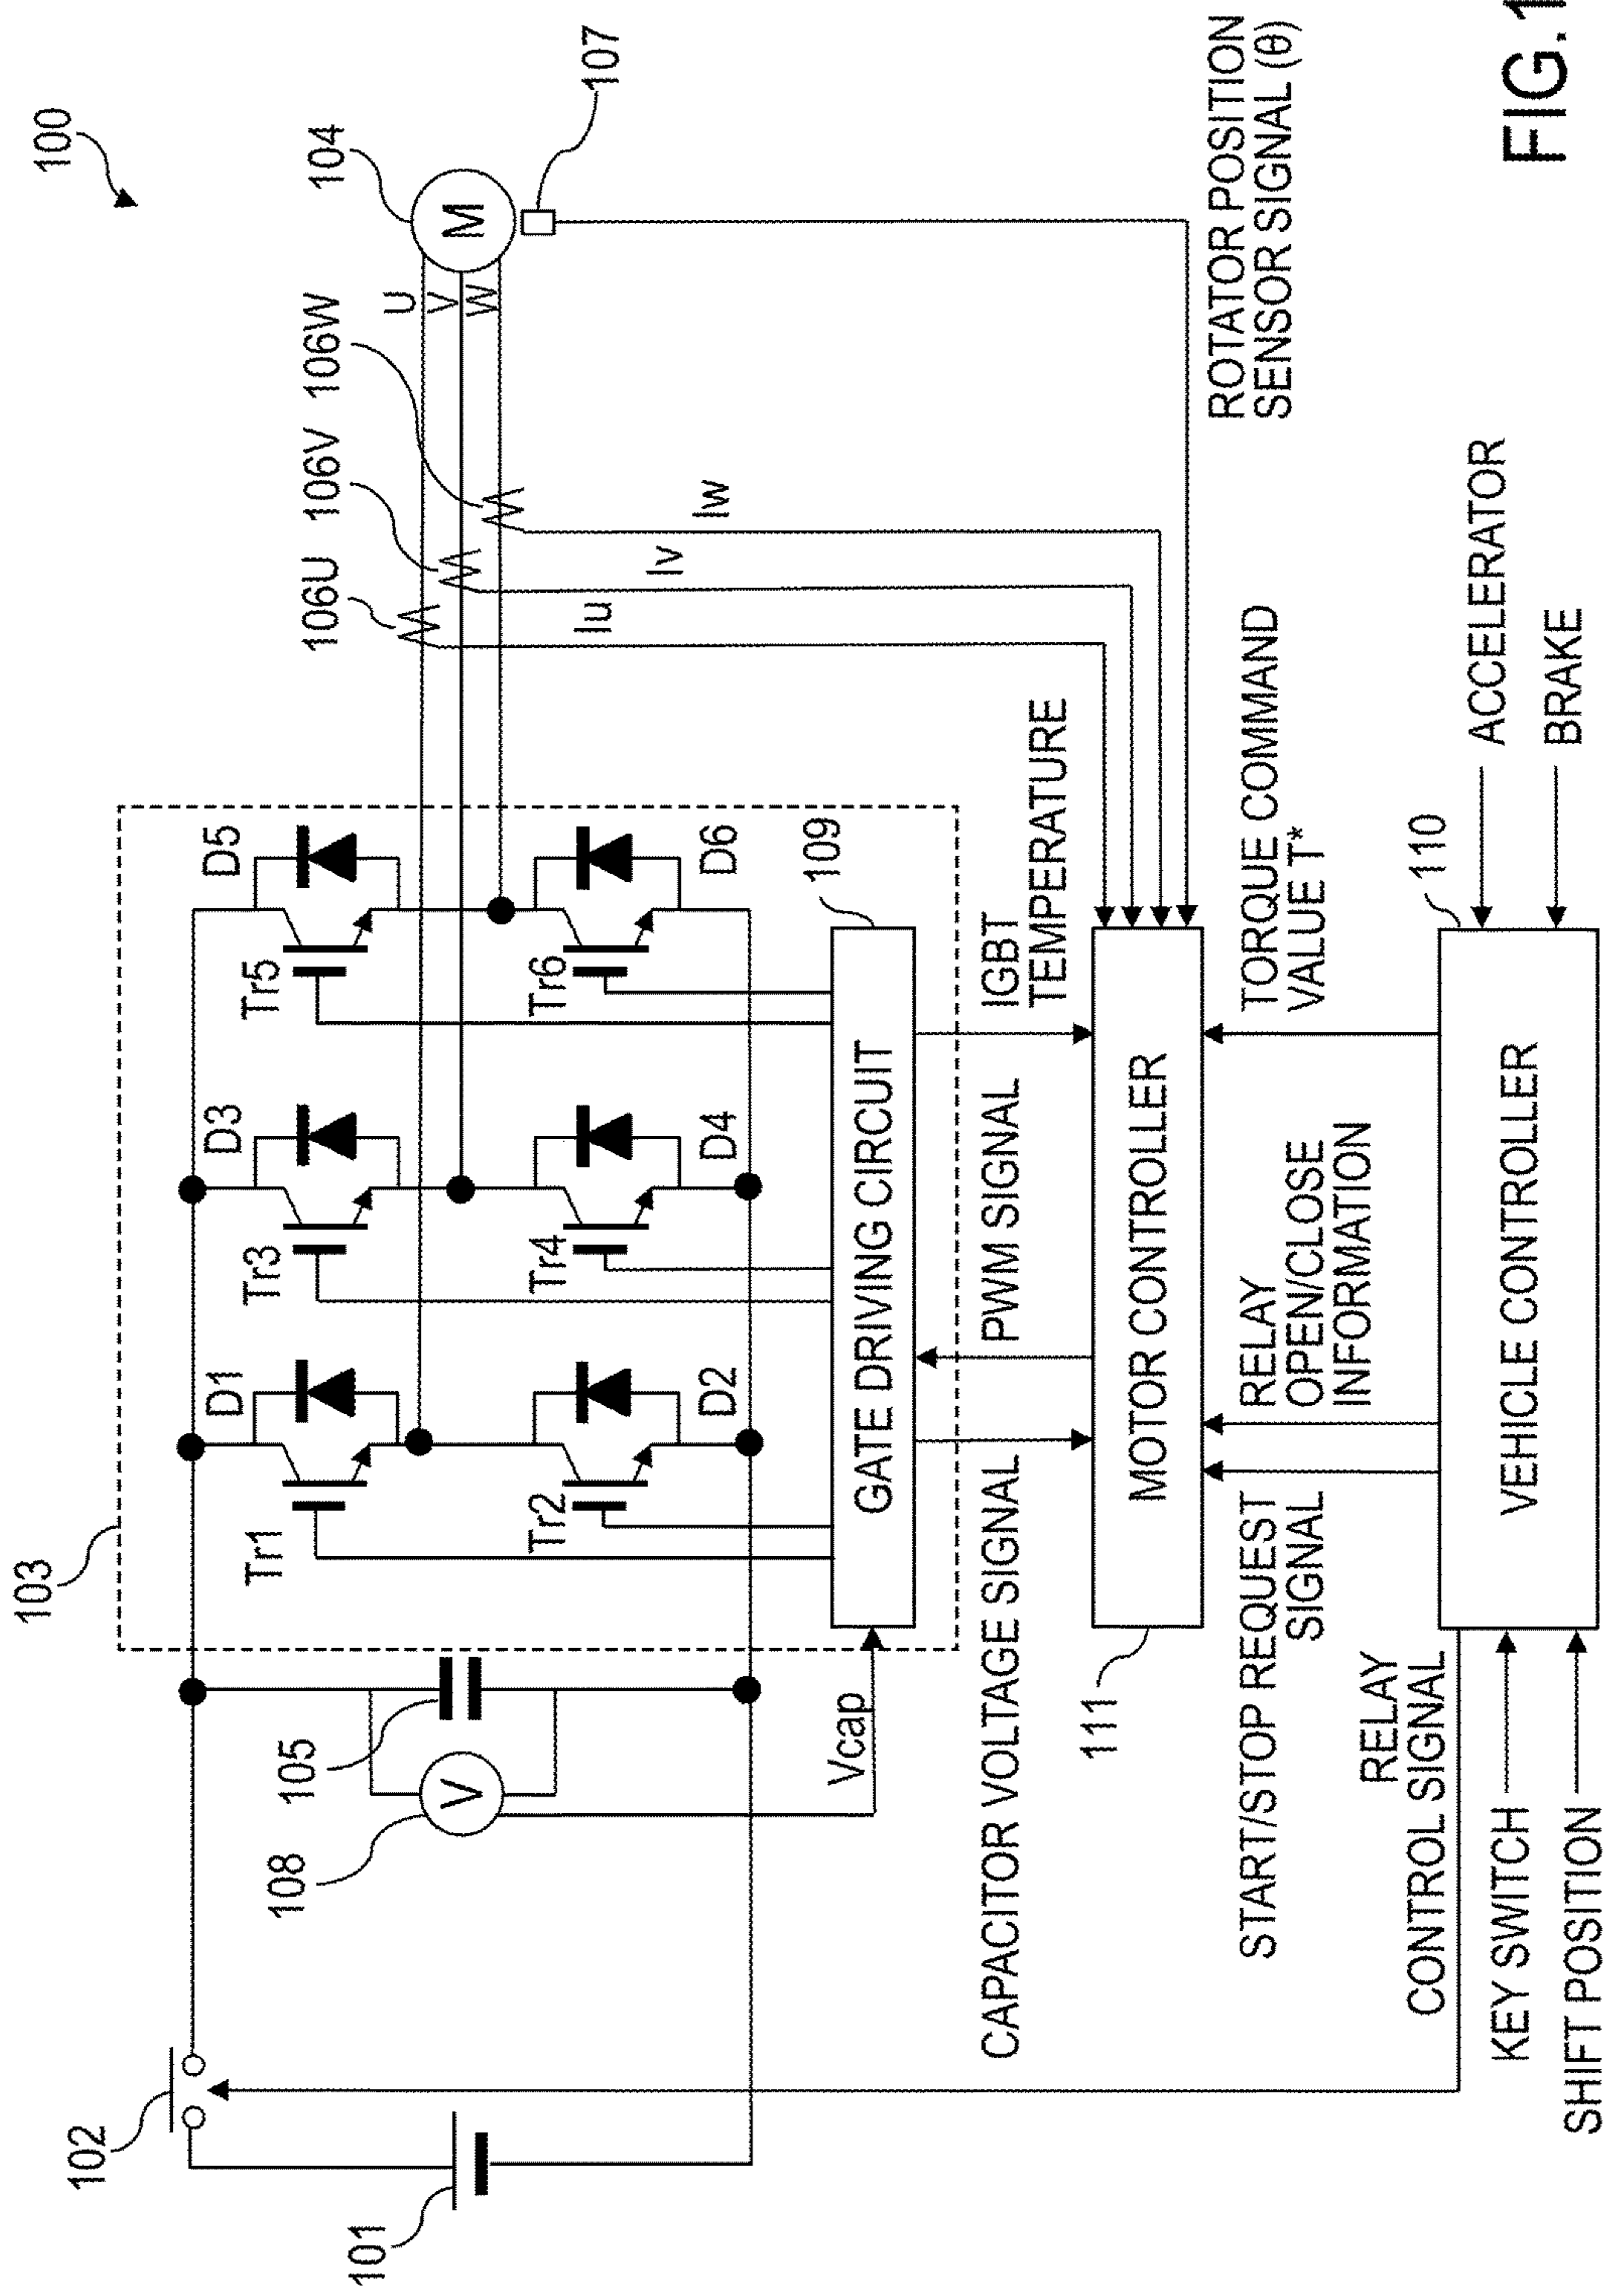 100
103
D1
D3
D5
104
M
107
102
Tr1
Tr3
Tr5
106U
106V
106W
U
V
W
101
105
V
108
Tr2
Tr4
Tr6
D2
D4
D6
Iu
Iv
Iw
Vcap
GATE DRIVING CIRCUIT
109
CAPACITOR VOLTAGE SIGNAL
PWM SIGNAL
IGBT
TEMPERATURE
111
MOTOR CONTROLLER
ROTATOR POSITION
SENSOR SIGNAL (θ)
START/STOP REQUEST
SIGNAL
RELAY
OPEN/CLOSE
INFORMATION
TORQUE COMMAND
VALUE T*
RELAY
CONTROL SIGNAL
110
VEHICLE CONTROLLER
KEY SWITCH
SHIFT POSITION
ACCELERATOR
BRAKE
FIG.1